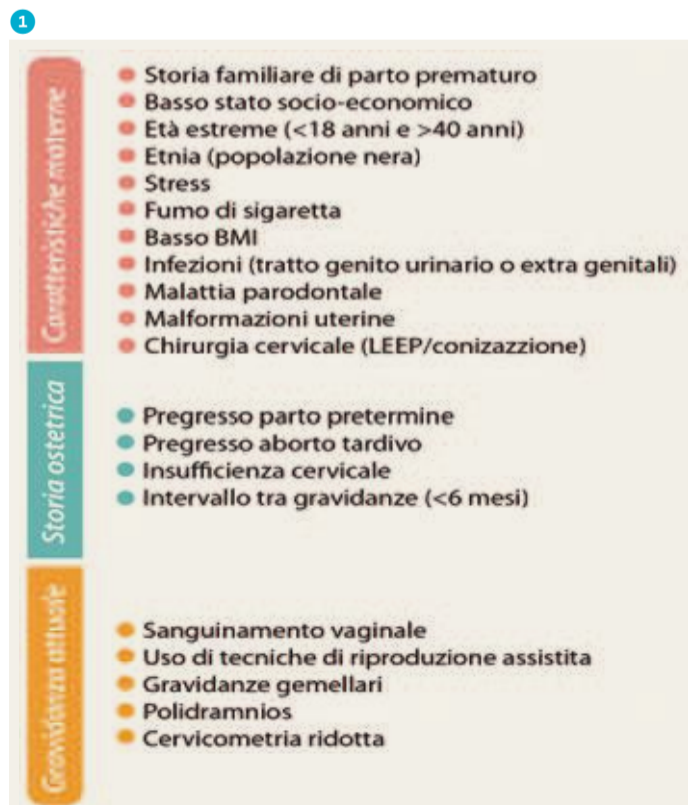 1
Caratteristiche materne
Storia familiare di parto prematuro
Basso stato socio-economico
Età estreme (<18 anni e >40 anni)
Etnia (popolazione nera)
Stress
Fumo di sigaretta
Basso BMI
Infezioni (tratto genito urinario o extra genitali)
Malattia parodontale
Malformazioni uterine
Chirurgia cervicale (LEEP/conizazzione)
Storia ostetrica
Pregresso parto pretermine
Pregresso aborto tardivo
Insufficienza cervicale
Intervallo tra gravidanze (<6 mesi)
Gravidanza attuale
Sanguinamento vaginale
Uso di tecniche di riproduzione assistita
Gravidanze gemellari
Polidramnios
Cervicometria ridotta